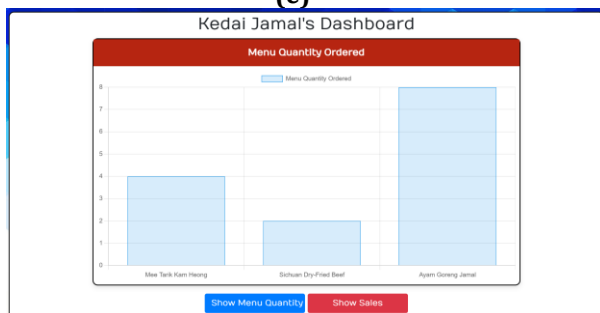 (c)
Kedai Jamal's Dashboard
Menu Quantity Ordered
Menu Quantity Ordered
8
7
6
5
4
3
2
1
0
Mee Tarik Kam Heong
Sichuan Dry-Fried Beef
Ayam Goreng Jamal
Show Menu Quantity
Show Sales